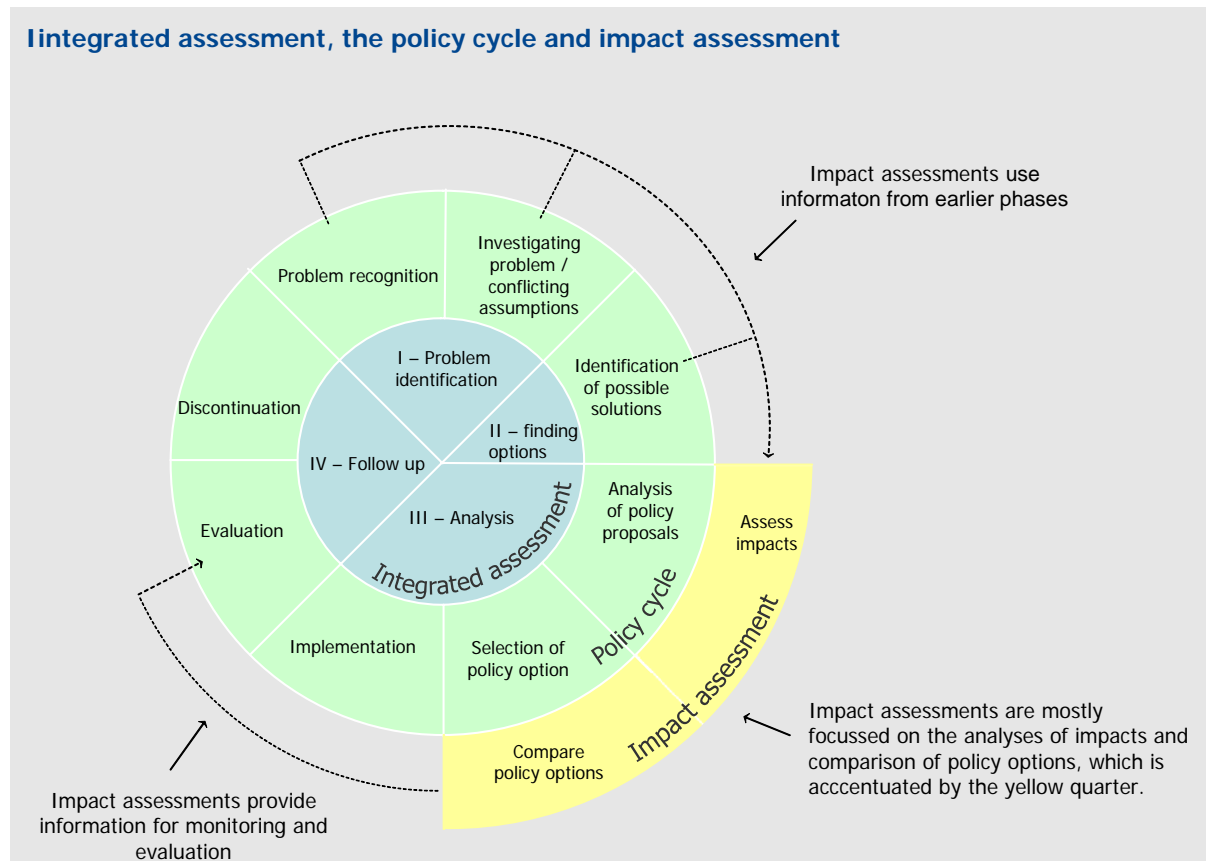 Iintegrated assessment, the policy cycle and impact assessment
Impact assessments use
informaton from earlier phases
Problem recognition
Investigating
problem /
conflicting
assumptions
Identification
of possible
solutions
I – Problem
identification
II – finding
options
Discontinuation
IV – Follow up
III – Analysis
Integrated assessment
Analysis
of policy
proposals
Assess
impacts
Evaluation
Implementation
Selection of
policy option
Policy cycle
Impact assessment
Compare
policy options
Impact assessments are mostly
focussed on the analyses of impacts and
comparison of policy options, which is
acccentuated by the yellow quarter.
Impact assessments provide
information for monitoring and
evaluation